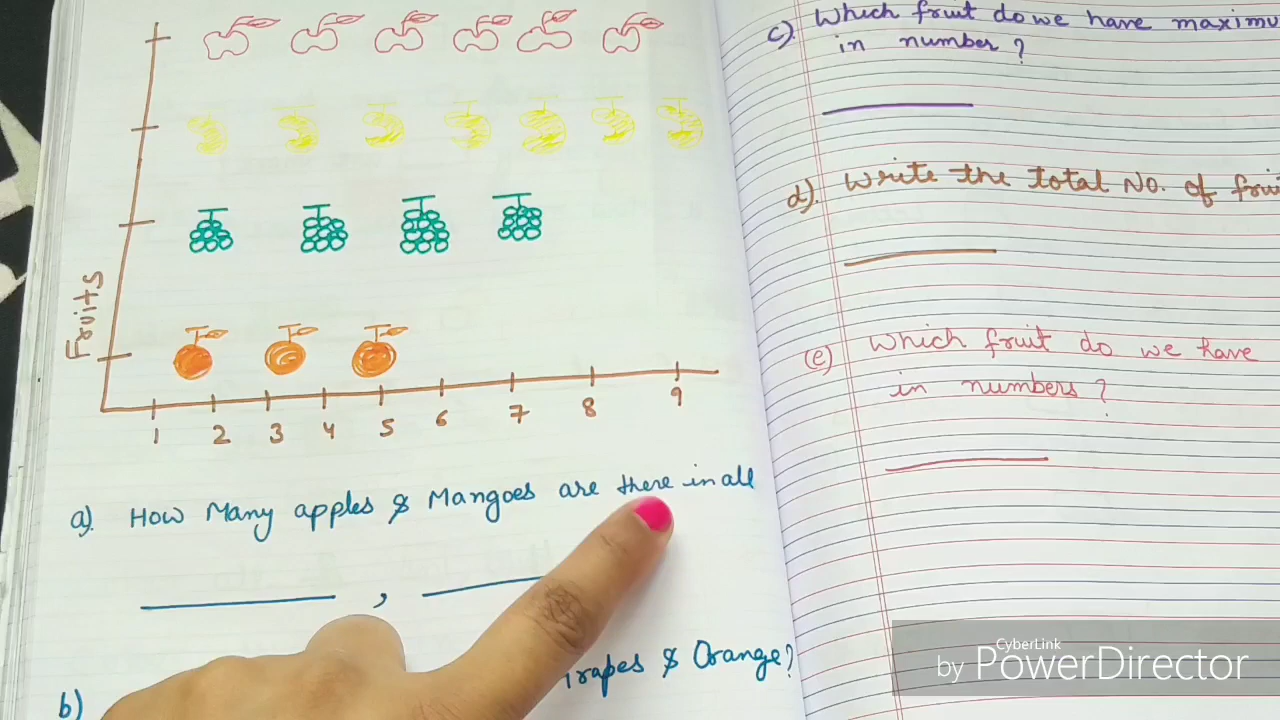 Fruits
1 2 3 4 5 6 7 8 9
a). How Many apples & Mangoes are there in all
,
b)
rapes & Orange?
c). Which fruit do we have maximu
in number?
d). Write the total No. of frui
(e) Which fruit do we have
in numbers?
CyberLink
by PowerDirector